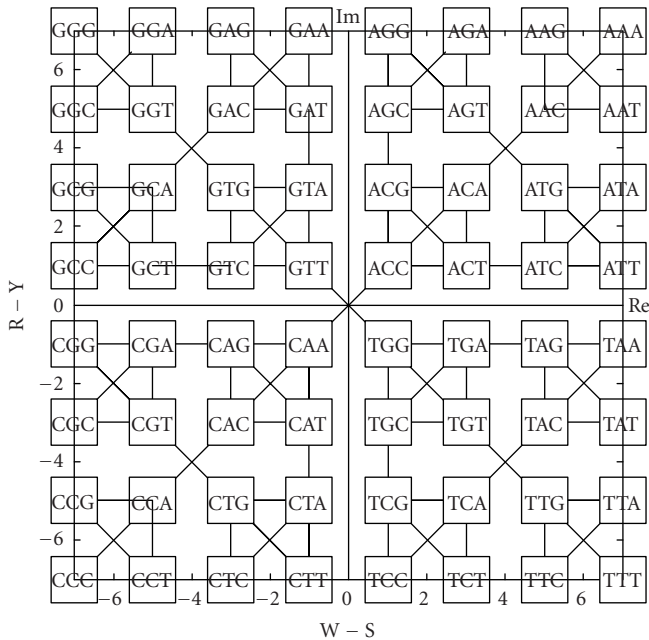 Im
GGG GGA GAG GAA AGG AGA AAG AAA
6
GGC GGT GAC GAT AGC AGT AAC AAT
4
GCG GCA GTG GTA ACG ACA ATG ATA
2
GCC GCT GTC GTT ACC ACT ATC ATT
R − Y
0 Re
CGG CGA CAG CAA TGG TGA TAG TAA
−2
CGC CGT CAC CAT TGC TGT TAC TAT
−4
CCG CCA CTG CTA TCG TCA TTG TTA
−6
CCC CCT CTC CTT TCC TCT TTC TTT
−6 −4 −2 0 2 4 6
W − S